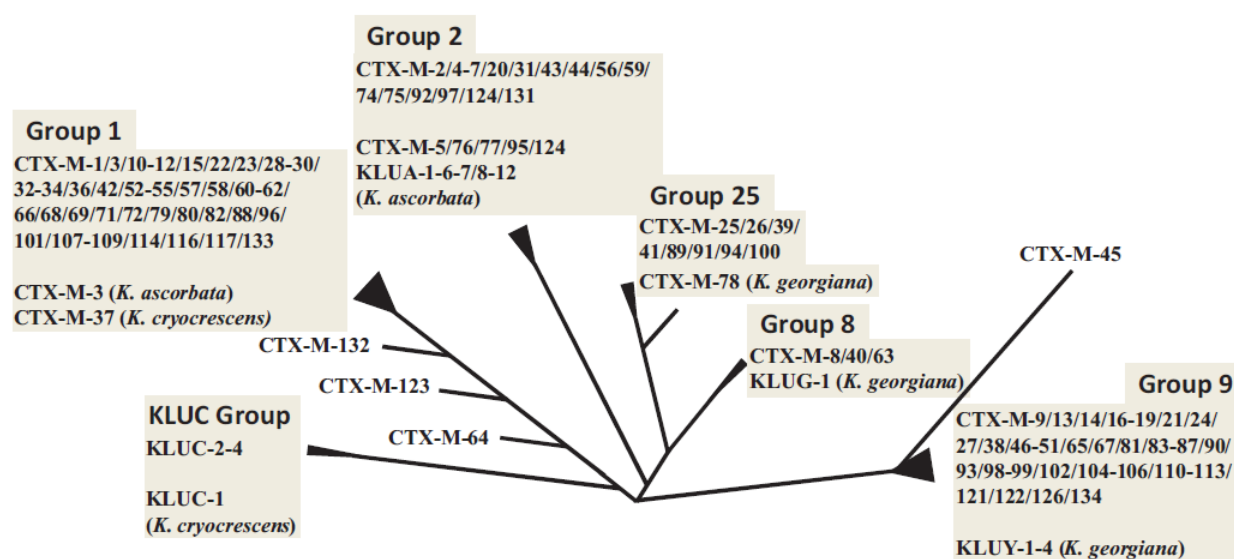 Group 1
CTX-M-1/3/10-12/15/22/23/28-30/
32-34/36/42/52-55/57/58/60-62/
66/68/69/71/72/79/80/82/88/96/
101/107-109/114/116/117/133
CTX-M-3 (K. ascorbata)
CTX-M-37 (K. cryocrescens)
Group 2
CTX-M-2/4-7/20/31/43/44/56/59/
74/75/92/97/124/131
CTX-M-5/76/77/95/124
KLUA-1-6-7/8-12
(K. ascorbata)
Group 25
CTX-M-25/26/39/
41/89/91/94/100
CTX-M-78 (K. georgiana)
Group 8
CTX-M-8/40/63
KLUG-1 (K. georgiana)
CTX-M-45
Group 9
CTX-M-9/13/14/16-19/21/24/
27/38/46-51/65/67/81/83-87/90/
93/98-99/102/104-106/110-113/
121/122/126/134
KLUY-1-4 (K. georgiana)
CTX-M-132
CTX-M-123
CTX-M-64
KLUC Group
KLUC-2-4
KLUC-1
(K. cryocrescens)